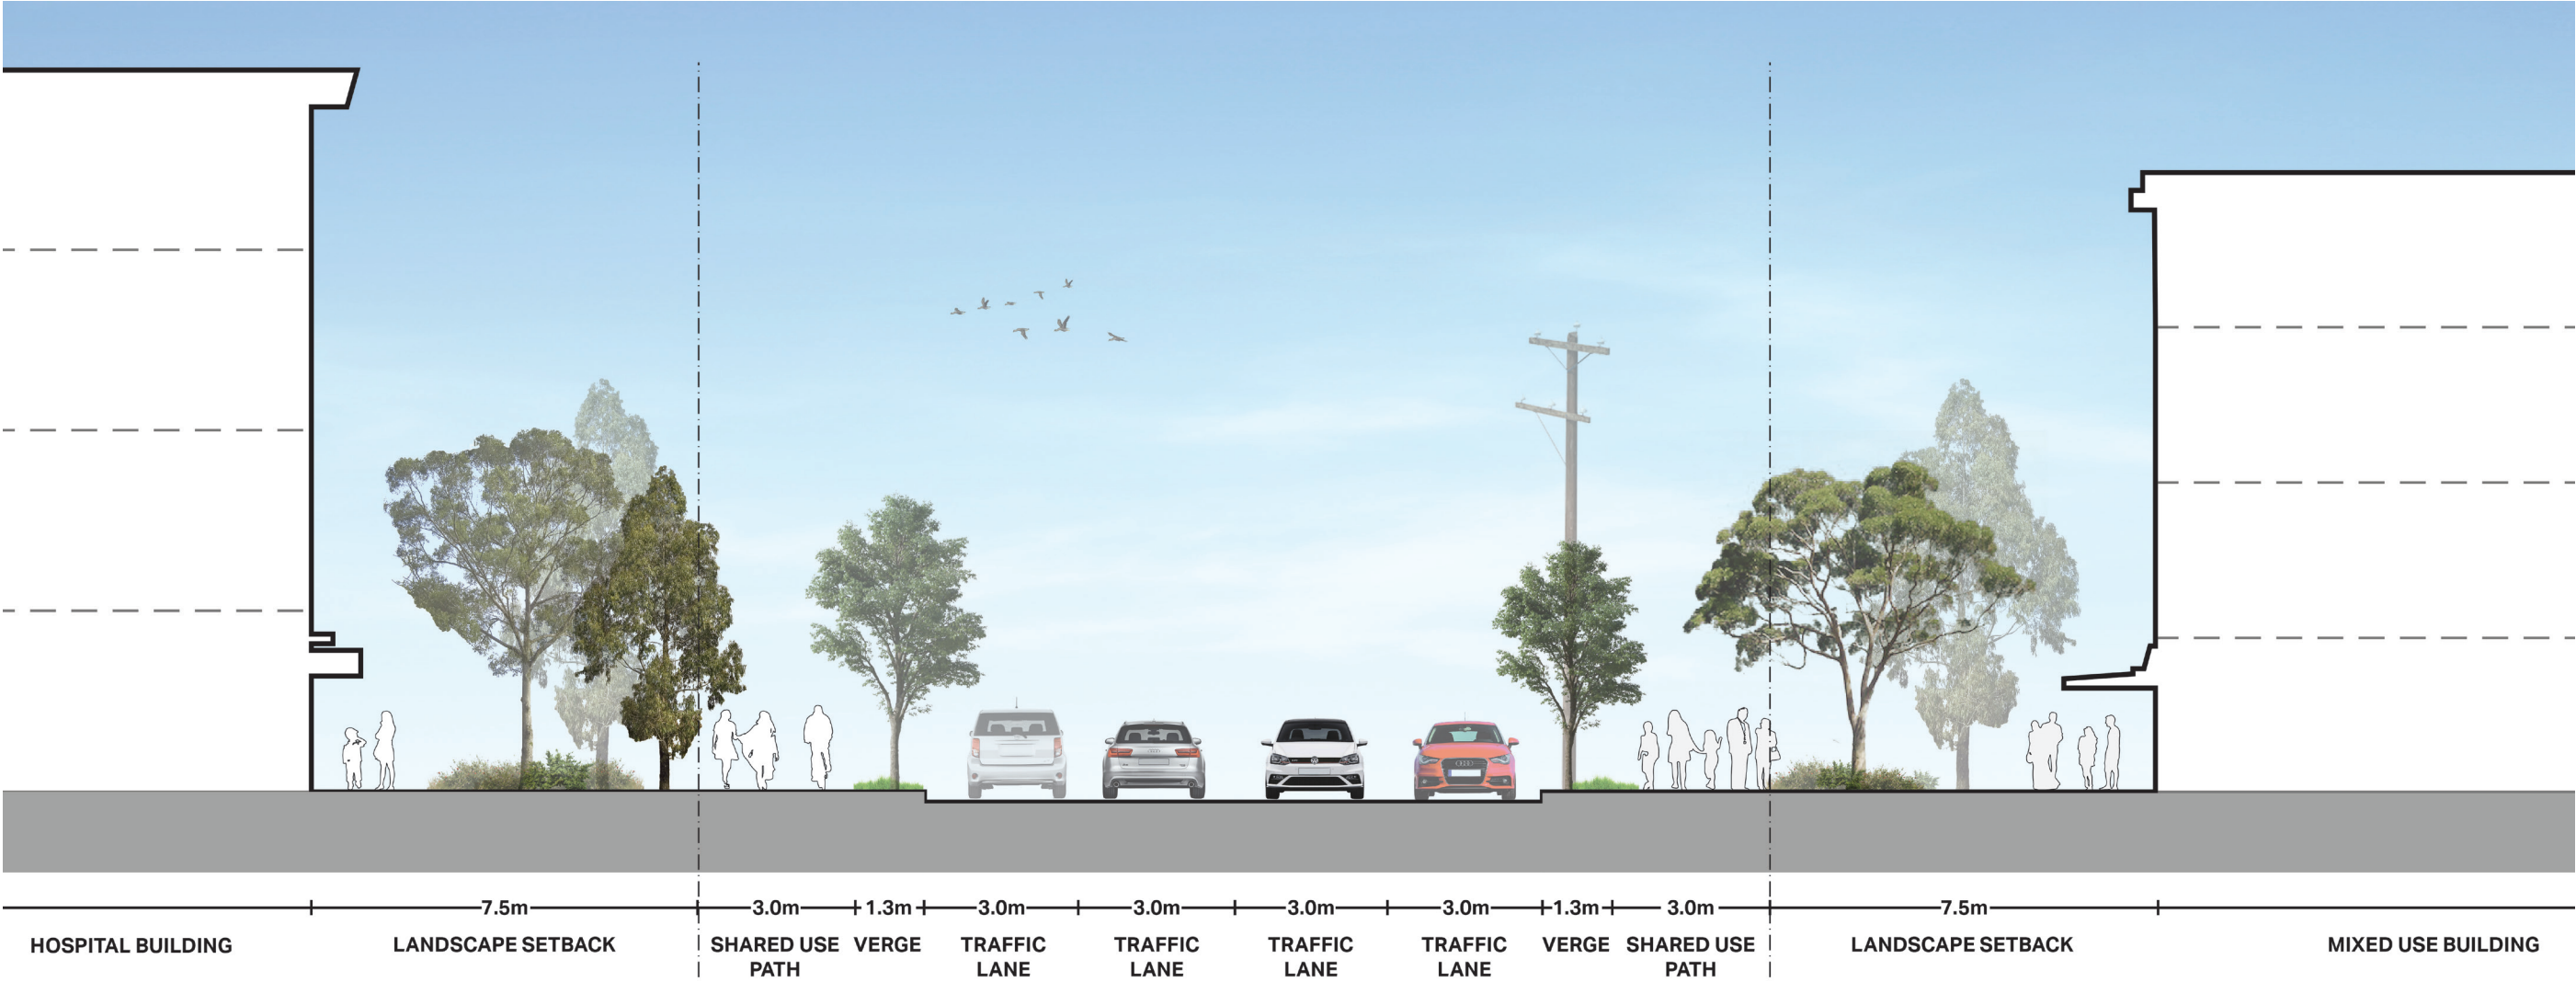 7.5m 3.0m 1.3m 3.0m 3.0m 3.0m 3.0m 1.3m 3.0m 7.5m
HOSPITAL BUILDING LANDSCAPE SETBACK SHARED USE VERGE TRAFFIC TRAFFIC TRAFFIC TRAFFIC VERGE SHARED USE LANDSCAPE SETBACK MIXED USE BUILDING
PATH LANE LANE LANE LANE PATH